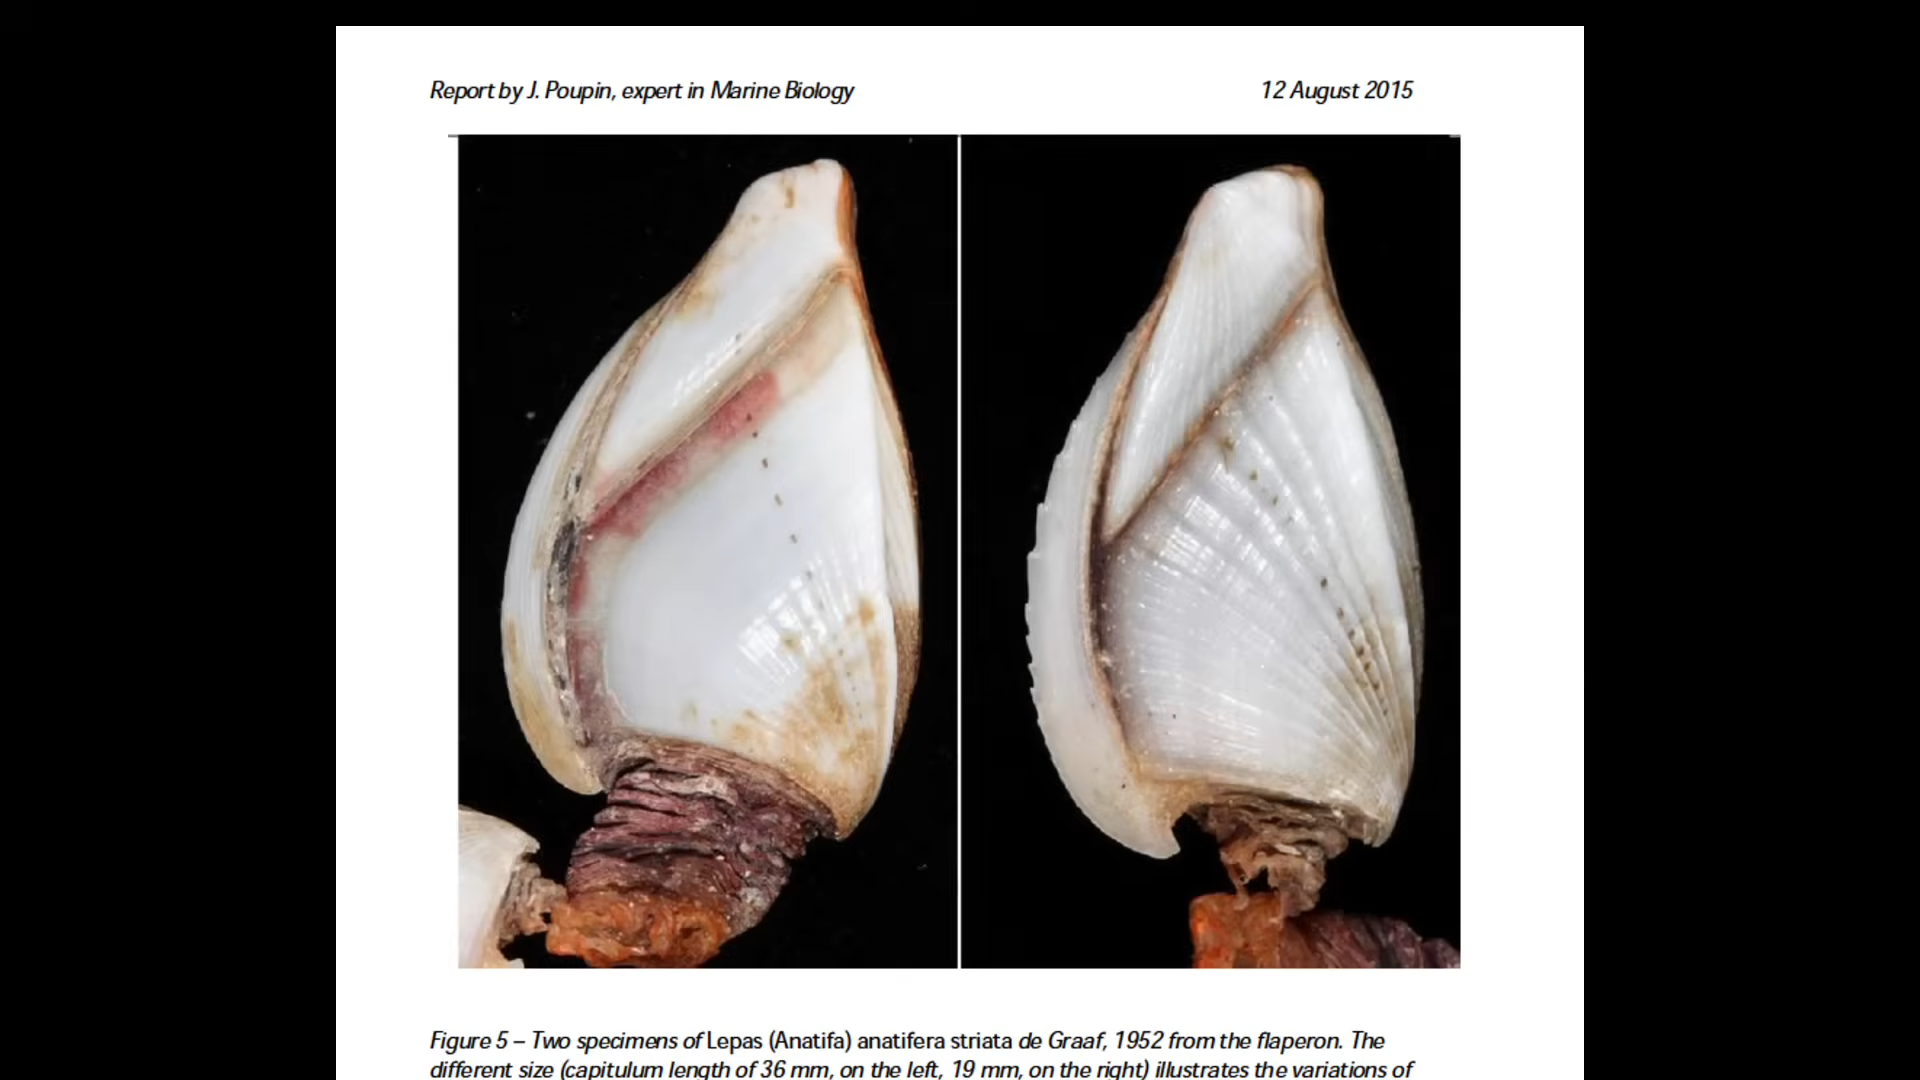 Report by J. Poupin, expert in Marine Biology 12 August 2015
Figure 5 – Two specimens of Lepas (Anatifa) anatifera striata de Graaf, 1952 from the flaperon. The
different size (capitulum length of 36 mm, on the left, 19 mm, on the right) illustrates the variations of